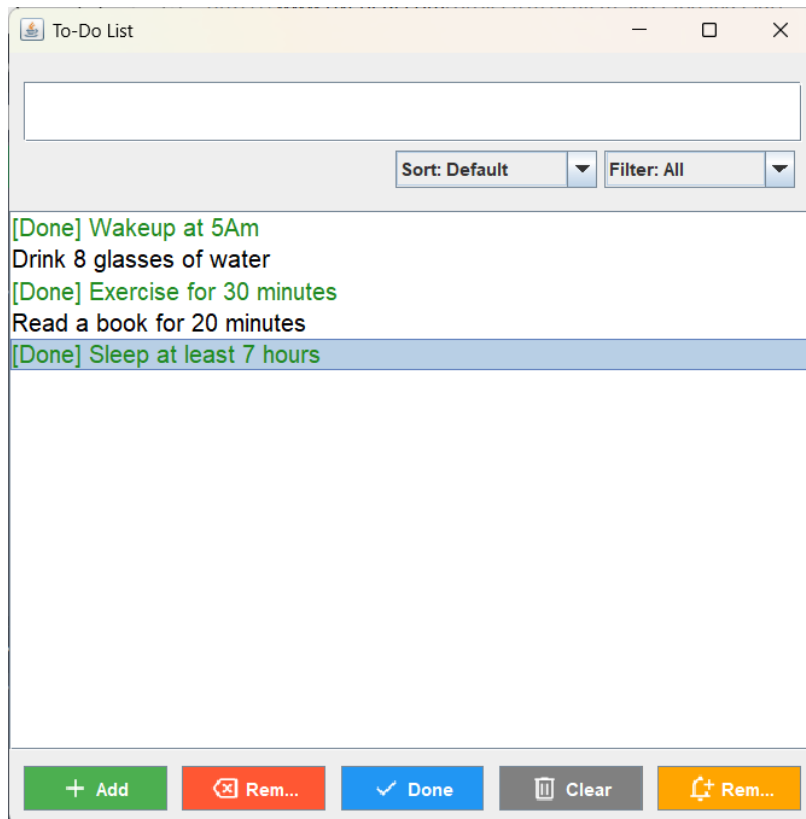 To-Do List
Sort: Default Filter: All
[Done] Wakeup at 5Am
Drink 8 glasses of water
[Done] Exercise for 30 minutes
Read a book for 20 minutes
[Done] Sleep at least 7 hours
Add Rem... Done Clear Rem...